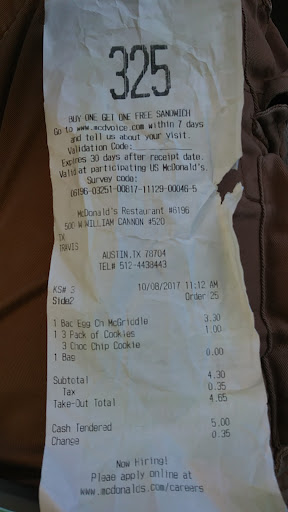 325
BUY ONE GET ONE FREE SANDWICH
Go to www.mcdvoice.com within 7 days
and tell us about your visit.
Validation Code: ___________
Expires 30 days after receipt date.
Valid at participating US McDonald's.
Survey code:
06196-03251-00817-11129-00046-5
McDonald's Restaurant #6196
500 W WILLIAM CANNON #520
TX
TRAVIS
AUSTIN,TX 78704
TEL# 512-4438443
KS# 3 10/08/2017 11:12 AM
Side2 Order 25
1 Bac Egg Ch McGriddle 3.30
1 3 Pack of Cookies 1.00
3 Choc Chip Cookie
1 Bag 0.00
Subtotal 4.30
Tax 0.35
Take-Out Total 4.65
Cash Tendered 5.00
Change 0.35
Now Hiring!
Please apply online at
www.mcdonalds.com/careers